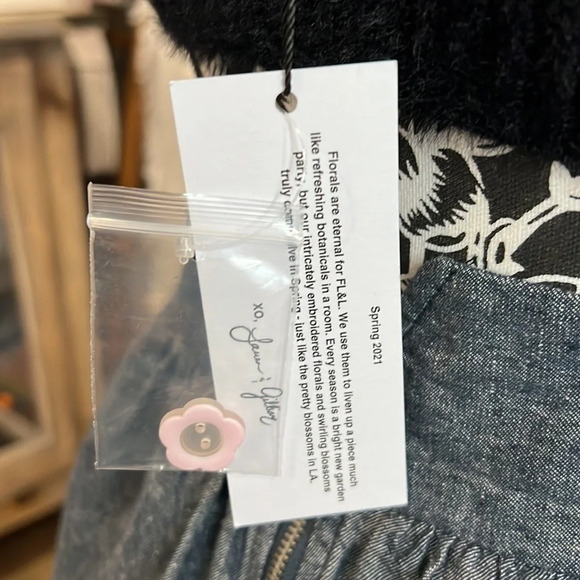 Spring 2021
Florals are eternal for FL&L. We use them to liven up a piece much
like refreshing botanicals in a room. Every season is a bright new garden
party, but our intricately embroidered florals and swirling blossoms
truly come alive in Spring - just like the pretty blossoms in LA.
xo,